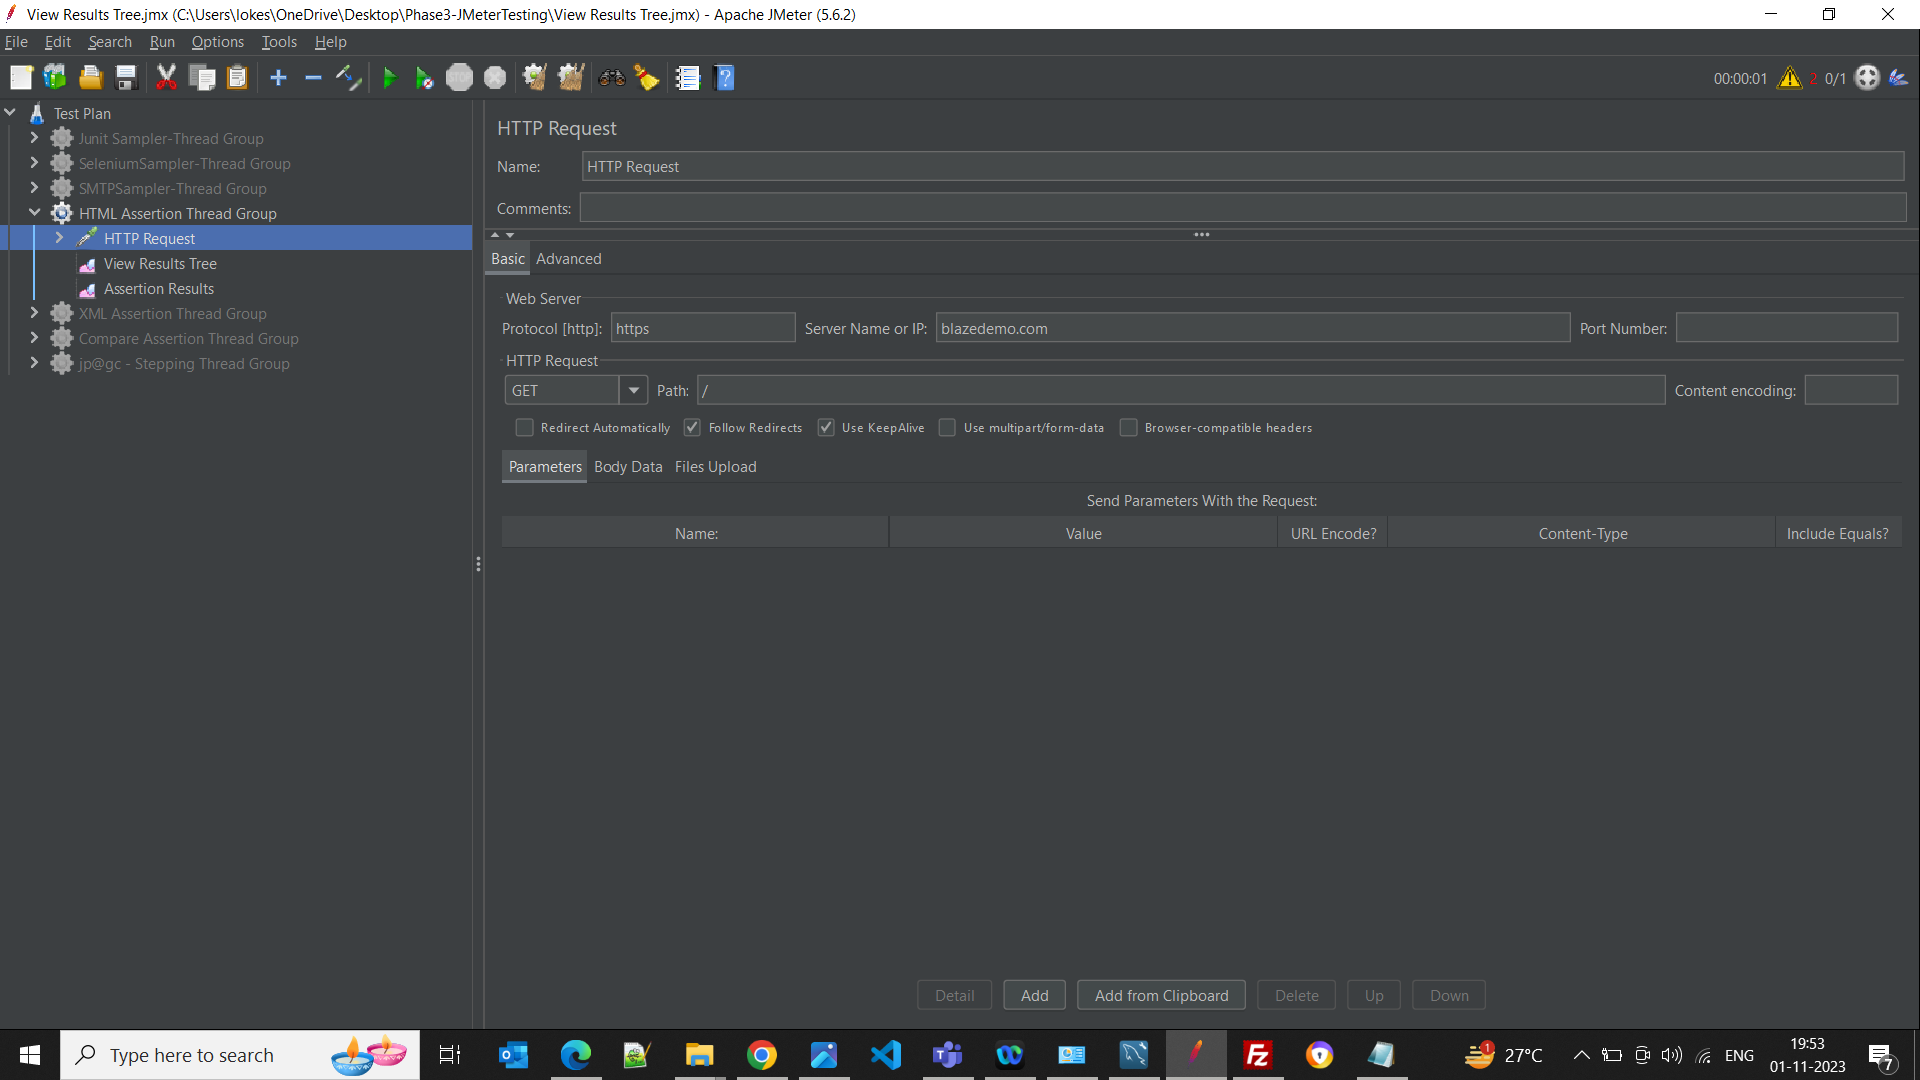 View Results Tree.jmx (C:\Users\lokes\OneDrive\Desktop\Phase3-JMeterTesting\View Results Tree.jmx) - Apache JMeter (5.6.2)
File Edit Search Run Options Tools Help
STOP
00:00:01 2 0/1
Test Plan
Junit Sampler-Thread Group
SeleniumSampler-Thread Group
SMTPSampler-Thread Group
HTML Assertion Thread Group
HTTP Request
View Results Tree
Assertion Results
XML Assertion Thread Group
Compare Assertion Thread Group
jp@gc - Stepping Thread Group
HTTP Request
Name: HTTP Request
Comments:
Basic Advanced
Web Server
Protocol [http]: https Server Name or IP: blazedemo.com Port Number:
HTTP Request
GET Path: / Content encoding:
Redirect Automatically Follow Redirects Use KeepAlive Use multipart/form-data Browser-compatible headers
Parameters Body Data Files Upload
Send Parameters With the Request:
Name: Value URL Encode? Content-Type Include Equals?
Detail Add Add from Clipboard Delete Up Down
Type here to search
1 27°C ENG 19:53
01-11-2023 7